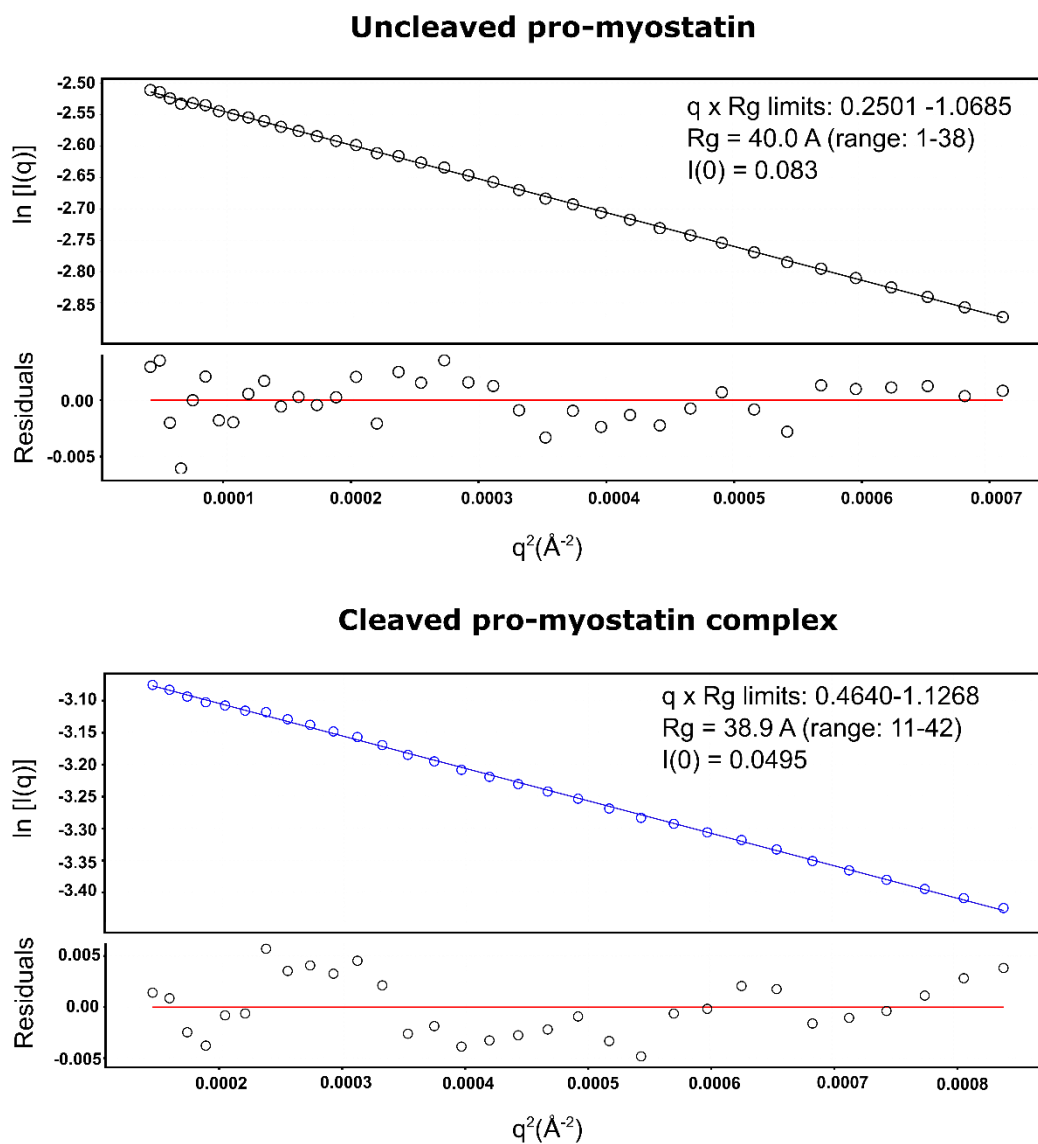 Uncleaved pro-myostatin
ln [I(q)]
-2.50
-2.55
-2.60
-2.65
-2.70
-2.75
-2.80
-2.85
q x Rg limits: 0.2501 -1.0685
Rg = 40.0 A (range: 1-38)
I(0) = 0.083
Residuals
0.00
-0.005
0.0001 0.0002 0.0003 0.0004 0.0005 0.0006 0.0007
q²(Å⁻²)
Cleaved pro-myostatin complex
ln [I(q)]
-3.10
-3.15
-3.20
-3.25
-3.30
-3.35
-3.40
q x Rg limits: 0.4640-1.1268
Rg = 38.9 A (range: 11-42)
I(0) = 0.0495
Residuals
0.005
0.00
-0.005
0.0002 0.0003 0.0004 0.0005 0.0006 0.0007 0.0008
q²(Å⁻²)